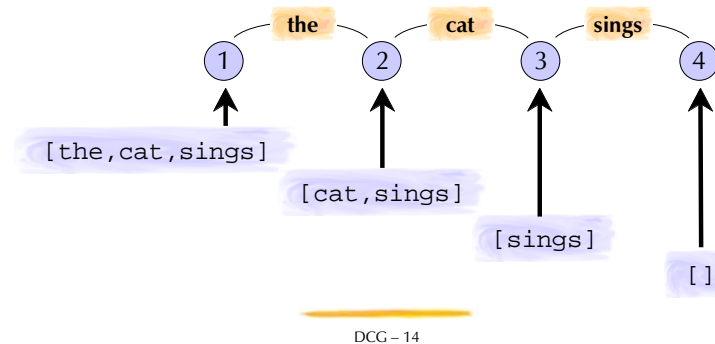 the cat sings
1 2 3 4
[the,cat,sings]
[cat,sings]
[sings]
[]
DCG – 14